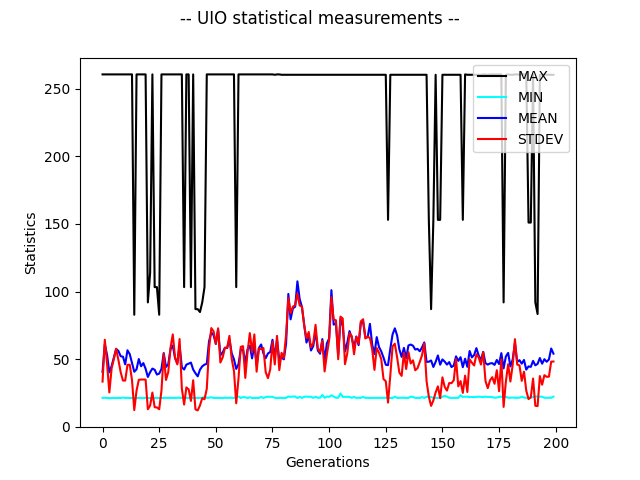 -- UIO statistical measurements --
Statistics
250
200
150
100
50
0
MAX
MIN
MEAN
STDEV
0 25 50 75 100 125 150 175 200
Generations